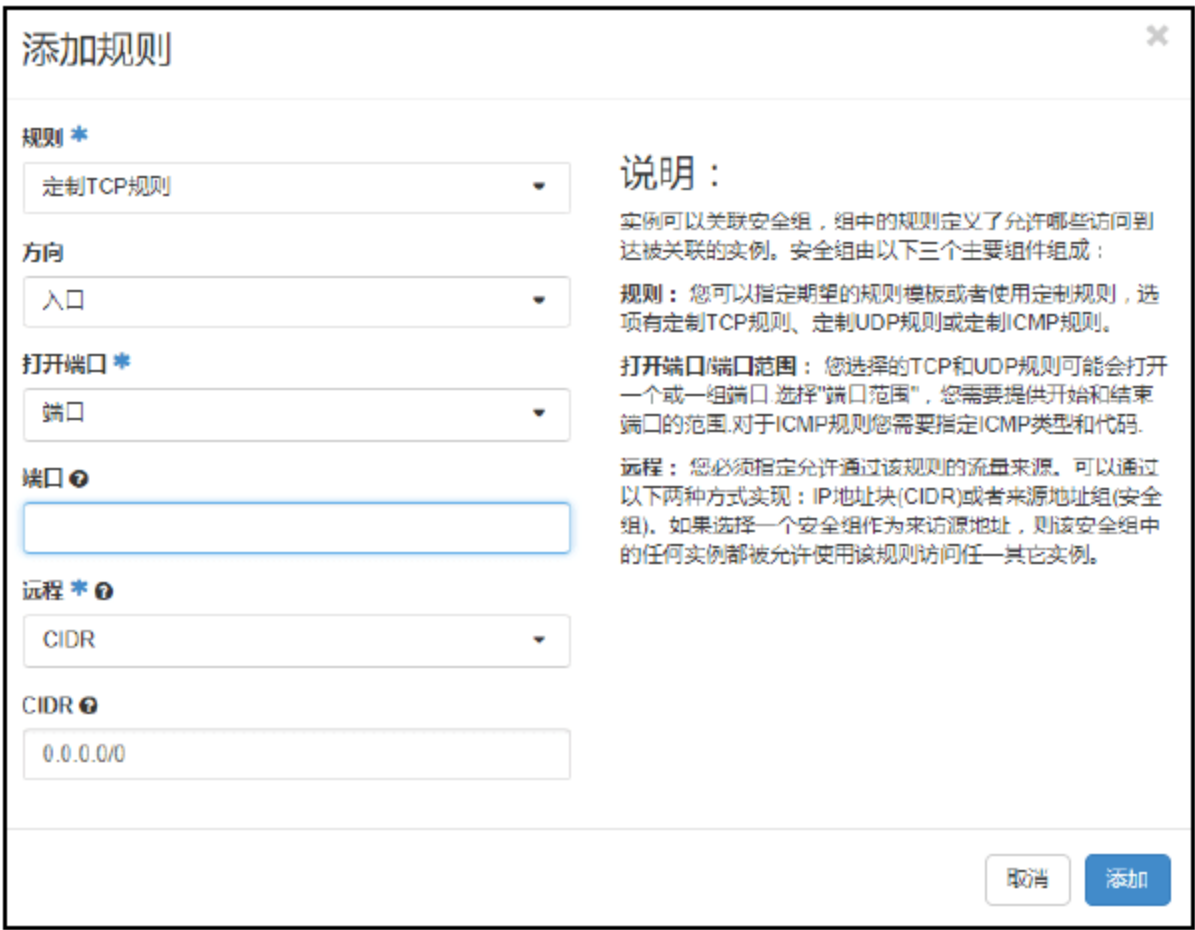 添加规则
×
规则 *
定制TCP规则
方向
入口
打开端口 *
端口
端口 ?
远程 * ?
CIDR
CIDR ?
0.0.0.0/0
说明：
实例可以关联安全组，组中的规则定义了允许哪些访问到
达被关联的实例。安全组由以下三个主要组件组成：
规则： 您可以指定期望的规则模板或者使用定制规则，选
项有定制TCP规则、定制UDP规则或定制ICMP规则。
打开端口/端口范围： 您选择的TCP和UDP规则可能会打开
一个或一组端口.选择"端口范围"，您需要提供开始和结束
端口的范围.对于ICMP规则您需要指定ICMP类型和代码.
远程： 您必须指定允许通过该规则的流量来源。可以通过
以下两种方式实现：IP地址块(CIDR)或者来源地址组(安全
组)。如果选择一个安全组作为来访源地址，则该安全组中
的任何实例都被允许使用该规则访问任一其它实例。
取消
添加